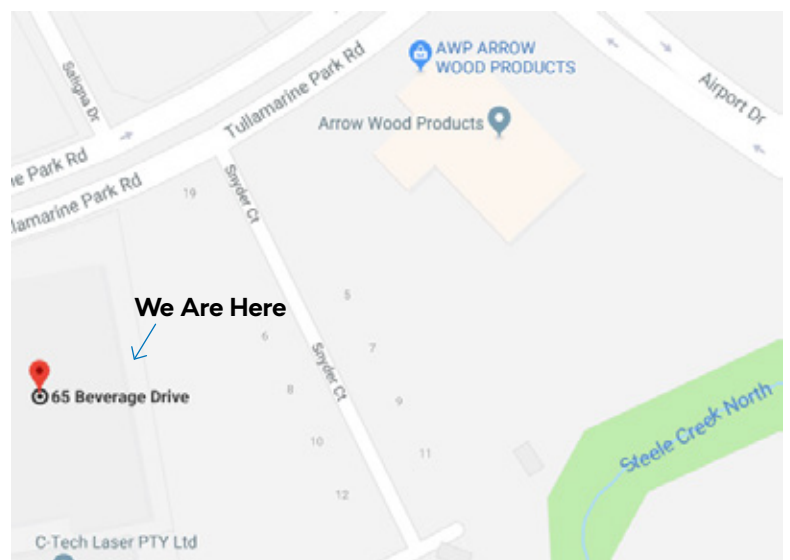 AWP ARROW
WOOD PRODUCTS
Saligna Dr
Airport Dr
Tullamarine Park Rd
Arrow Wood Products
ne Park Rd
llamarine Park Rd
Snyder Ct
19
5
We Are Here
6
7
Snyder Ct
65 Beverage Drive
8
9
Steele Creek North
10
11
12
C-Tech Laser PTY Ltd